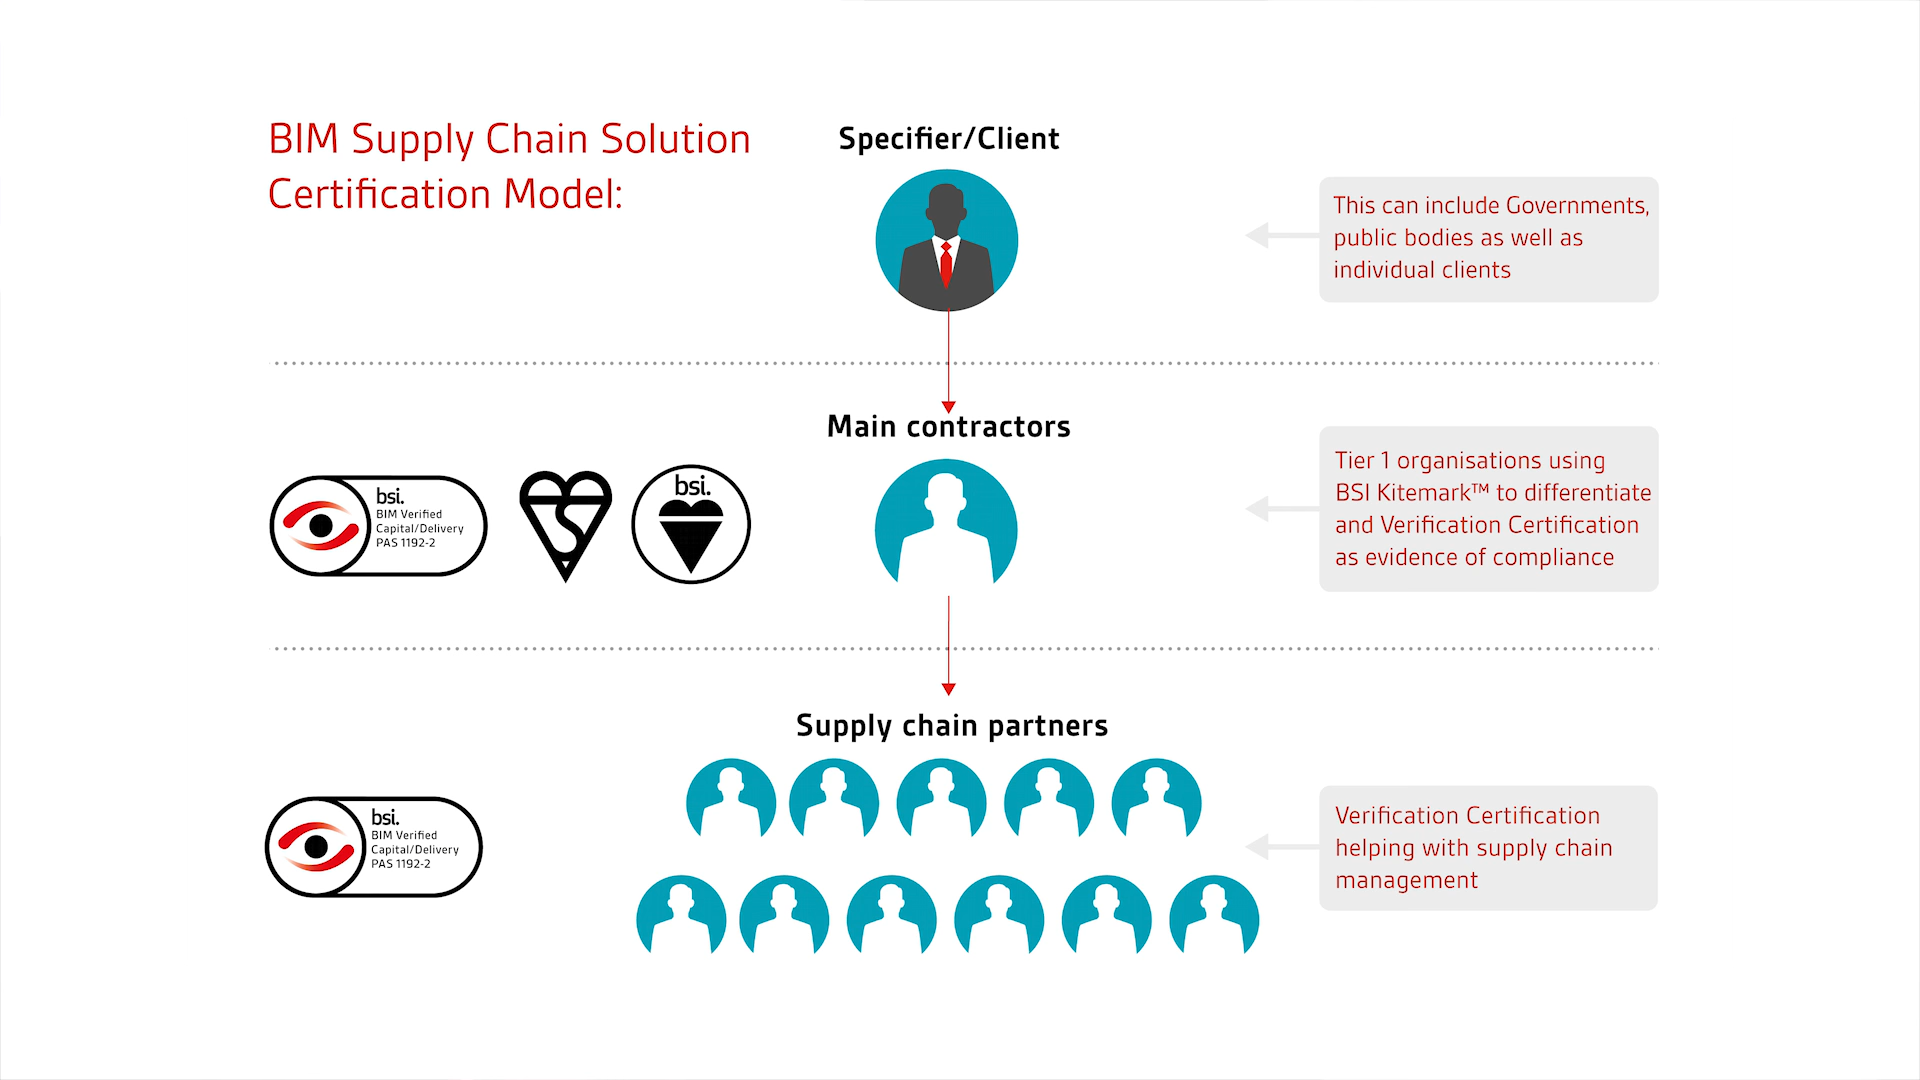 BIM Supply Chain Solution
Certification Model:
Specifier/Client
This can include Governments,
public bodies as well as
individual clients
Main contractors
bsi.
BIM Verified
Capital/Delivery
PAS 1192-2
bsi.
Tier 1 organisations using
BSI Kitemark™ to differentiate
and Verification Certification
as evidence of compliance
Supply chain partners
bsi.
BIM Verified
Capital/Delivery
PAS 1192-2
Verification Certification
helping with supply chain
management